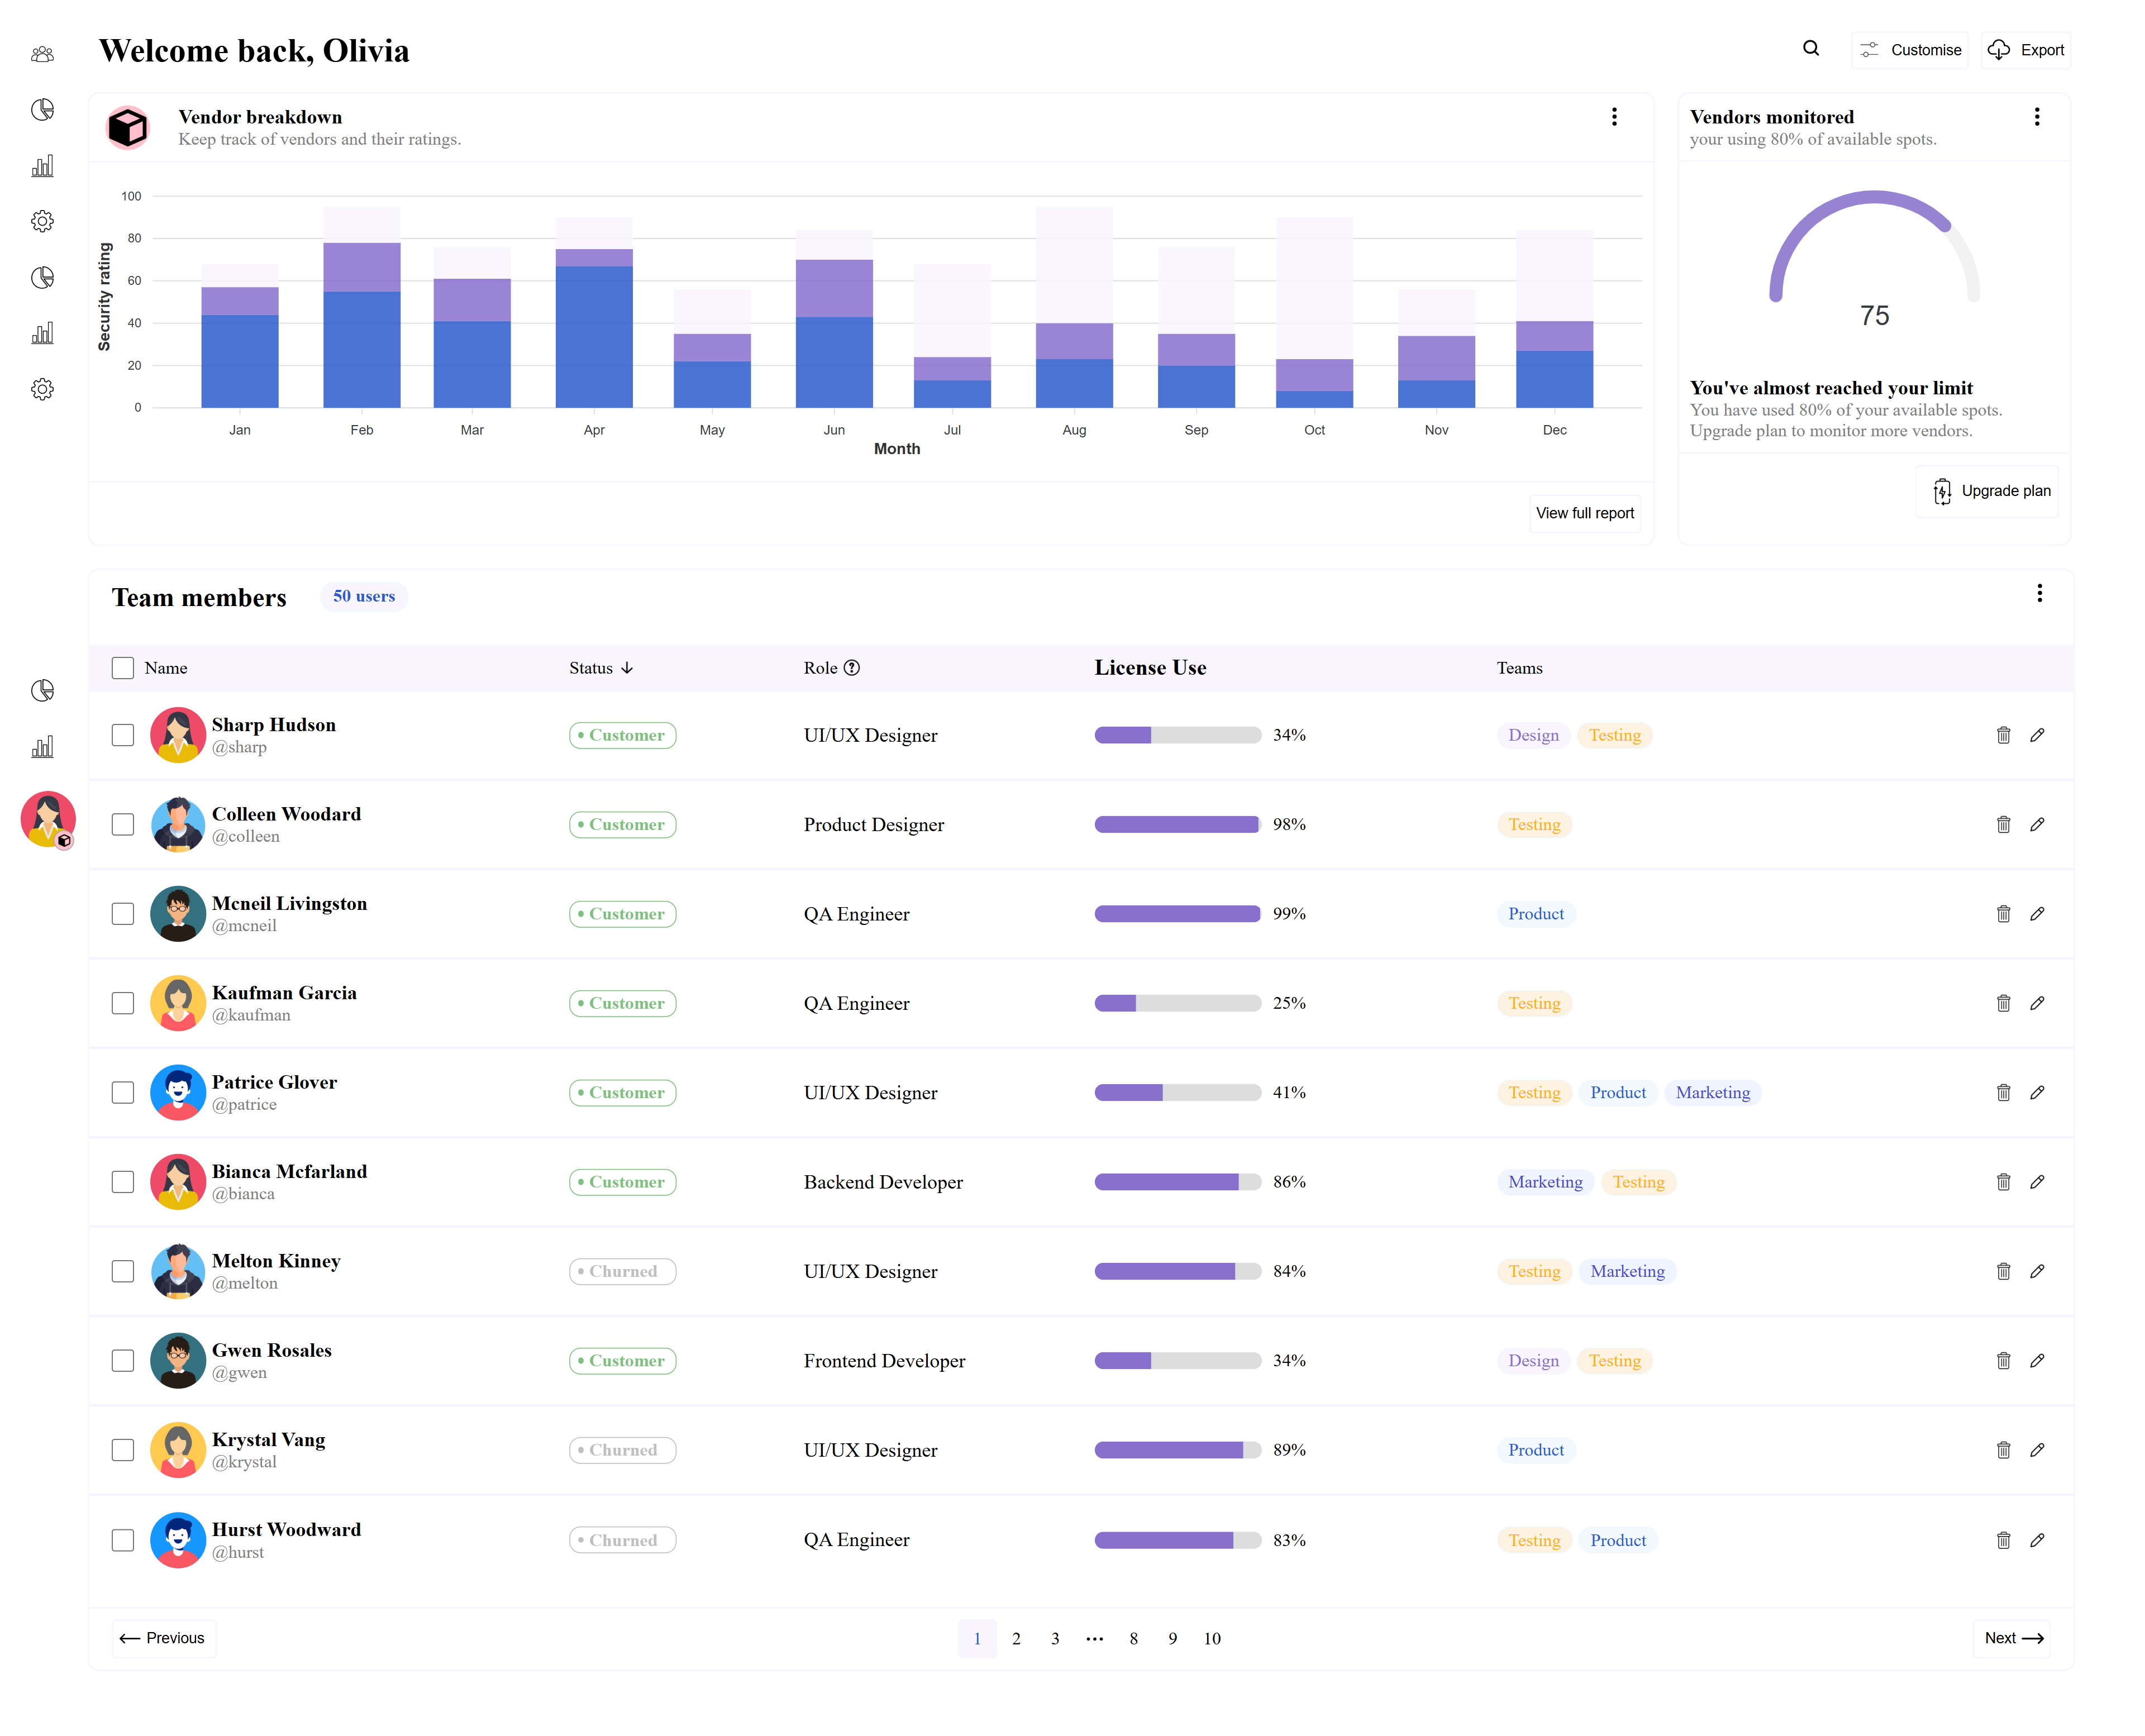 Welcome back, Olivia
Customise
Export
Vendor breakdown
Keep track of vendors and their ratings.
Security rating
100
80
60
40
20
0
Jan Feb Mar Apr May Jun Jul Aug Sep Oct Nov Dec
Month
View full report
Vendors monitored
your using 80% of available spots.
75
You've almost reached your limit
You have used 80% of your available spots.
Upgrade plan to monitor more vendors.
Upgrade plan
Team members 50 users
Name Status Role License Use Teams
Sharp Hudson
@sharp
Customer UI/UX Designer 34% Design Testing
Colleen Woodard
@colleen
Customer Product Designer 98% Testing
Mcneil Livingston
@mcneil
Customer QA Engineer 99% Product
Kaufman Garcia
@kaufman
Customer QA Engineer 25% Testing
Patrice Glover
@patrice
Customer UI/UX Designer 41% Testing Product Marketing
Bianca Mcfarland
@bianca
Customer Backend Developer 86% Marketing Testing
Melton Kinney
@melton
Churned UI/UX Designer 84% Testing Marketing
Gwen Rosales
@gwen
Customer Frontend Developer 34% Design Testing
Krystal Vang
@krystal
Churned UI/UX Designer 89% Product
Hurst Woodward
@hurst
Churned QA Engineer 83% Testing Product
Previous 1 2 3 ... 8 9 10 Next